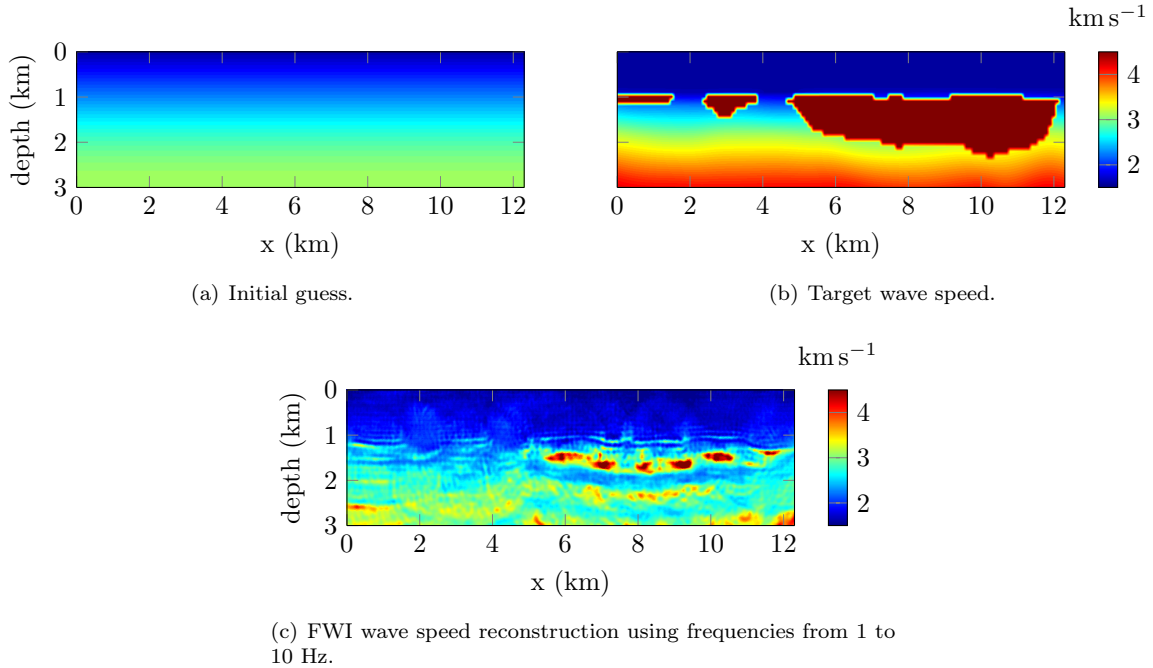 km s−1
0
1
2
3
depth (km)
0 2 4 6 8 10 12
x (km)
0 2 4 6 8 10 12
x (km)
4
3
2
(a) Initial guess.
(b) Target wave speed.
km s−1
0
1
2
3
depth (km)
0 2 4 6 8 10 12
x (km)
4
3
2
(c) FWI wave speed reconstruction using frequencies from 1 to
10 Hz.